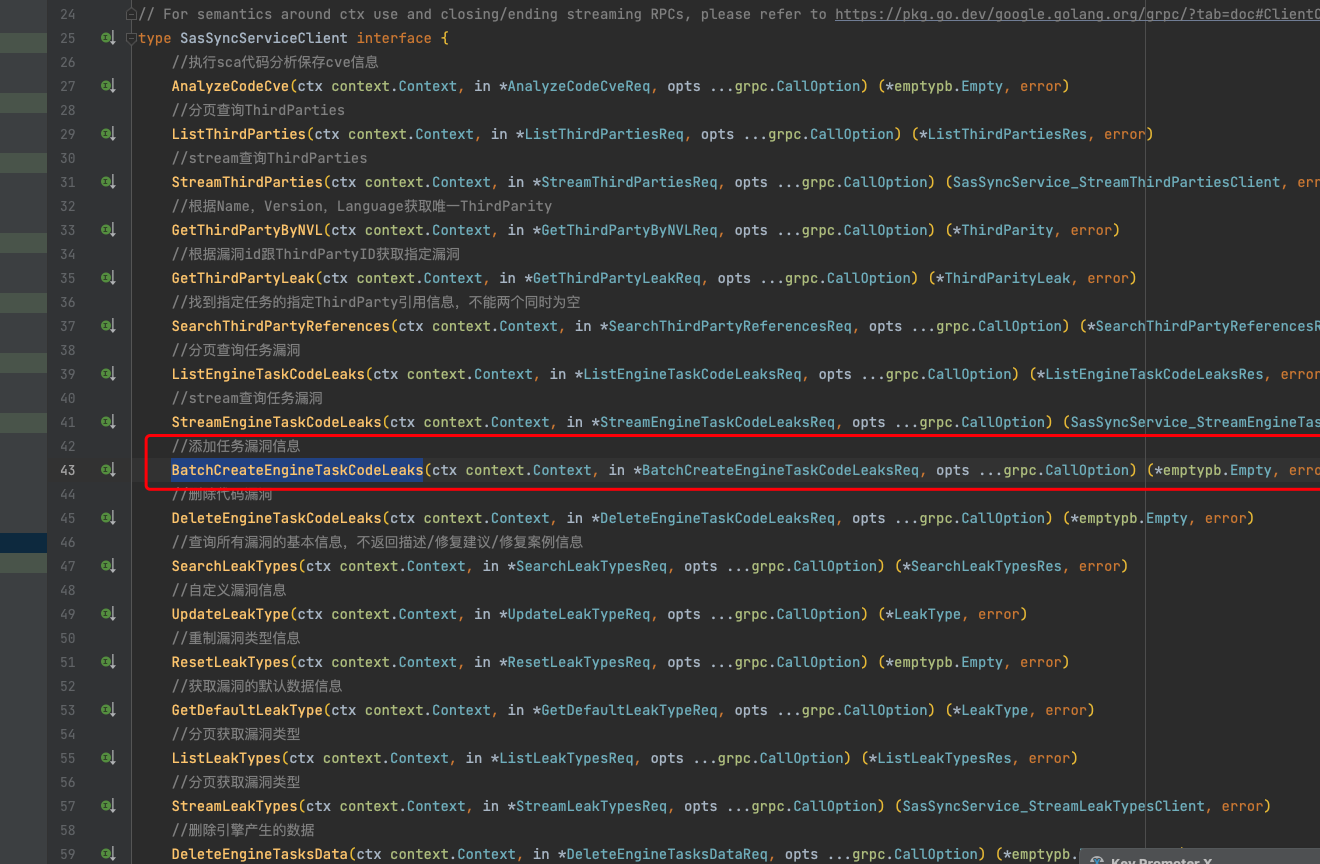 24 // For semantics around ctx use and closing/ending streaming RPCs, please refer to https://pkg.go.dev/google.golang.org/grpc/?tab=doc#ClientC
25 type SasSyncServiceClient interface {
26 //执行sca代码分析保存cve信息
27 AnalyzeCodeCve(ctx context.Context, in *AnalyzeCodeCveReq, opts ...grpc.CallOption) (*emptypb.Empty, error)
28 //分页查询ThirdParties
29 ListThirdParties(ctx context.Context, in *ListThirdPartiesReq, opts ...grpc.CallOption) (*ListThirdPartiesRes, error)
30 //stream查询ThirdParties
31 StreamThirdParties(ctx context.Context, in *StreamThirdPartiesReq, opts ...grpc.CallOption) (SasSyncService_StreamThirdPartiesClient, err
32 //根据Name，Version，Language获取唯一ThirdParity
33 GetThirdPartyByNVL(ctx context.Context, in *GetThirdPartyByNVLReq, opts ...grpc.CallOption) (*ThirdParity, error)
34 //根据漏洞id跟ThirdPartyID获取指定漏洞
35 GetThirdPartyLeak(ctx context.Context, in *GetThirdPartyLeakReq, opts ...grpc.CallOption) (*ThirdParityLeak, error)
36 //找到指定任务的指定ThirdParty引用信息，不能两个同时为空
37 SearchThirdPartyReferences(ctx context.Context, in *SearchThirdPartyReferencesReq, opts ...grpc.CallOption) (*SearchThirdPartyReferencesR
38 //分页查询任务漏洞
39 ListEngineTaskCodeLeaks(ctx context.Context, in *ListEngineTaskCodeLeaksReq, opts ...grpc.CallOption) (*ListEngineTaskCodeLeaksRes, error
40 //stream查询任务漏洞
41 StreamEngineTaskCodeLeaks(ctx context.Context, in *StreamEngineTaskCodeLeaksReq, opts ...grpc.CallOption) (SasSyncService_StreamEngineTas
42 //添加任务漏洞信息
43 BatchCreateEngineTaskCodeLeaks(ctx context.Context, in *BatchCreateEngineTaskCodeLeaksReq, opts ...grpc.CallOption) (*emptypb.Empty, erro
44 //删除代码漏洞
45 DeleteEngineTaskCodeLeaks(ctx context.Context, in *DeleteEngineTaskCodeLeaksReq, opts ...grpc.CallOption) (*emptypb.Empty, error)
46 //查询所有漏洞的基本信息，不返回描述/修复建议/修复案例信息
47 SearchLeakTypes(ctx context.Context, in *SearchLeakTypesReq, opts ...grpc.CallOption) (*SearchLeakTypesRes, error)
48 //自定义漏洞信息
49 UpdateLeakType(ctx context.Context, in *UpdateLeakTypeReq, opts ...grpc.CallOption) (*LeakType, error)
50 //重制漏洞类型信息
51 ResetLeakTypes(ctx context.Context, in *ResetLeakTypesReq, opts ...grpc.CallOption) (*emptypb.Empty, error)
52 //获取漏洞的默认数据信息
53 GetDefaultLeakType(ctx context.Context, in *GetDefaultLeakTypeReq, opts ...grpc.CallOption) (*LeakType, error)
54 //分页获取漏洞类型
55 ListLeakTypes(ctx context.Context, in *ListLeakTypesReq, opts ...grpc.CallOption) (*ListLeakTypesRes, error)
56 //分页获取漏洞类型
57 StreamLeakTypes(ctx context.Context, in *StreamLeakTypesReq, opts ...grpc.CallOption) (SasSyncService_StreamLeakTypesClient, error)
58 //删除引擎产生的数据
59 DeleteEngineTasksData(ctx context.Context, in *DeleteEngineTasksDataReq, opts ...grpc.CallOption) (*emptypb.
Key Promoter X